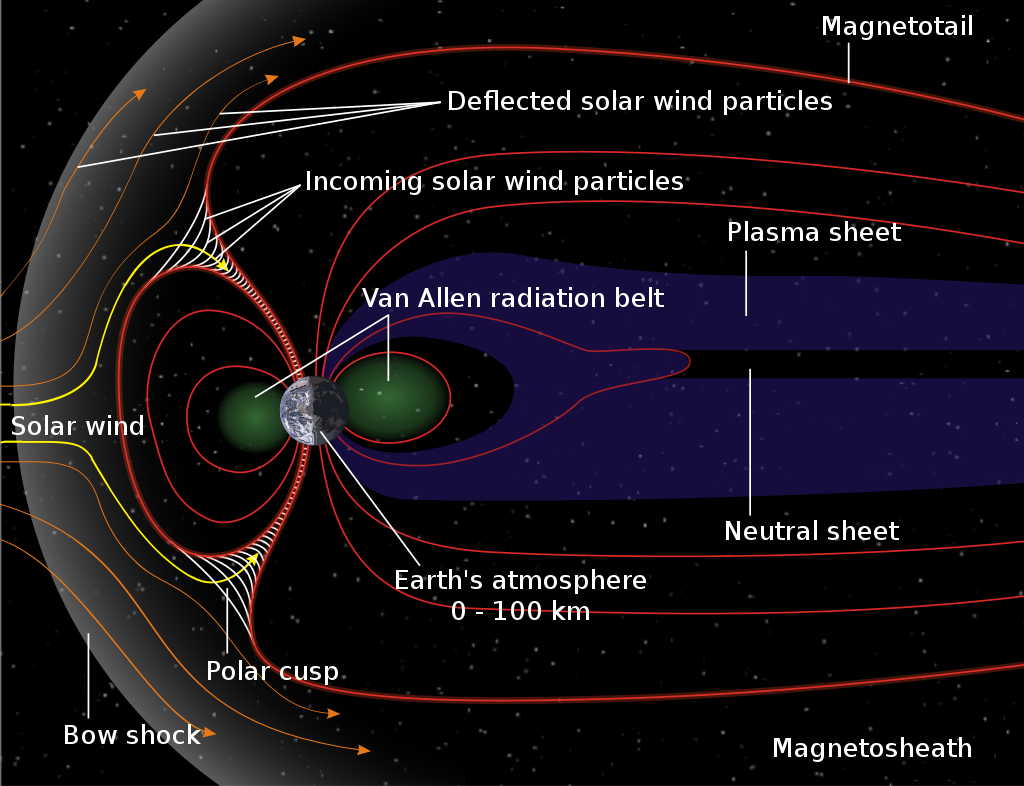 Magnetotail
Deflected solar wind particles
Incoming solar wind particles
Plasma sheet
Van Allen radiation belt
Solar wind
Neutral sheet
Earth's atmosphere
0 - 100 km
Polar cusp
Bow shock
Magnetosheath